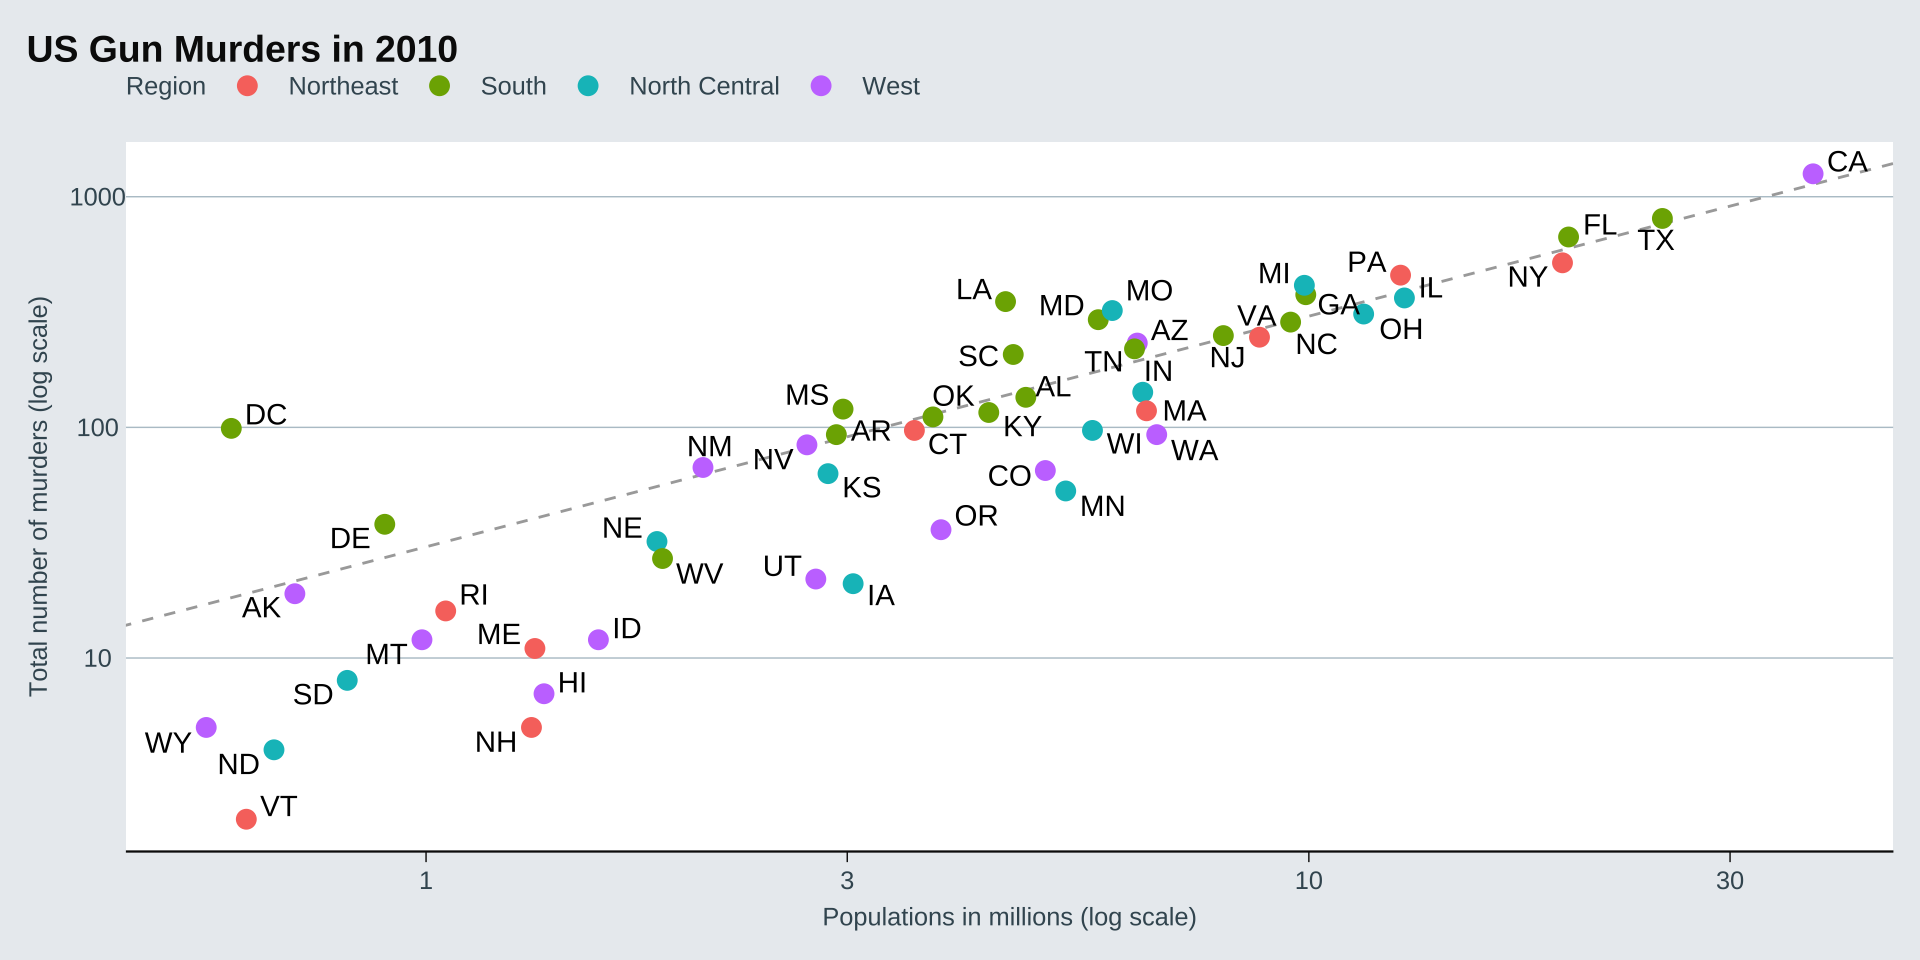 US Gun Murders in 2010
Region Northeast South North Central West
CA
1000
FL
TX
PA
MI
NY
IL
LA
MO
MD
GA
VA
OH
AZ
NC
SC
TN
NJ
IN
AL
MS
OK
MA
DC
100
AR
KY
CT
WI
WA
NM
NV
CO
KS
MN
OR
NE
DE
WV
UT
IA
RI
AK
ID
ME
MT
10
HI
SD
WY
NH
ND
VT
1 3 10 30
Populations in millions (log scale)
Total number of murders (log scale)